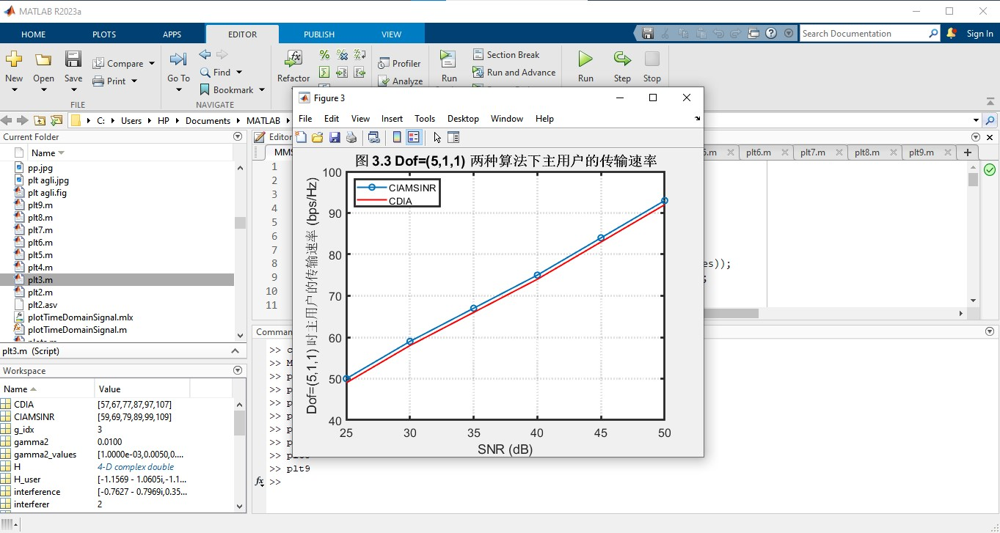 MATLAB R2023a
HOME PLOTS APPS EDITOR PUBLISH VIEW
Search Documentation
Sign In
New Open Save Compare Print Go To Find Bookmark Refactor Profiler Analyze Run Section Break Run and Advance Run Step Stop
FILE NAVIGATE
C: Users HP Documents MATLAB
Current Folder
Name
pp.jpg
plt agli.jpg
plt agli.fig
plt9.m
plt8.m
plt7.m
plt6.m
plt5.m
plt4.m
plt3.m
plt2.m
plt2.asv
plotTimeDomainSignal.mlx
plotTimeDomainSignal.m
plt3.m (Script)
Workspace
Name Value
CDIA [57,67,77,87,97,107]
CIAMSINR [59,69,79,89,99,109]
g_idx 3
gamma2 0.0100
gamma2_values [1.0000e-03,0.0050,0....
H 4-D complex double
H_user [-1.1569 - 1.0605i,-1.1...
interference [-0.7627 - 0.7969i,0.35...
interferer 2
Editor
MMS
5.m plt6.m plt7.m plt8.m plt9.m +
1
2
3
4
5
6
7
8
9
10
11
es));
;
Figure 3
File Edit View Insert Tools Desktop Window Help
图 3.3 Dof=(5,1,1) 两种算法下主用户的传输速率
CIAMSINR
CDIA
Dof=(5,1,1) 时主用户的传输速率 (bps/Hz)
100
90
80
70
60
50
40
25 30 35 40 45 50
SNR (dB)
Comman
>> c
>> M
>> p
>> p
>> p
>> p
>> p
>> p
>> plt9
fx >>